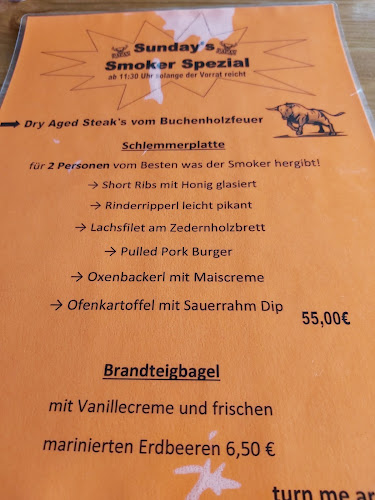 Sunday's
Smoker Spezial
ab 11:30 Uhr solange der Vorrat reicht
➡ Dry Aged Steak's vom Buchenholzfeuer
Schlemmerplatte
für 2 Personen vom Besten was der Smoker hergibt!
→ Short Ribs mit Honig glasiert
→ Rinderripperl leicht pikant
→ Lachsfilet am Zedernholzbrett
→ Pulled Pork Burger
→ Oxenbackerl mit Maiscreme
→ Ofenkartoffel mit Sauerrahm Dip
55,00€
Brandteigbagel
mit Vanillecreme und frischen
marinierten Erdbeeren 6,50 €
turn me ar